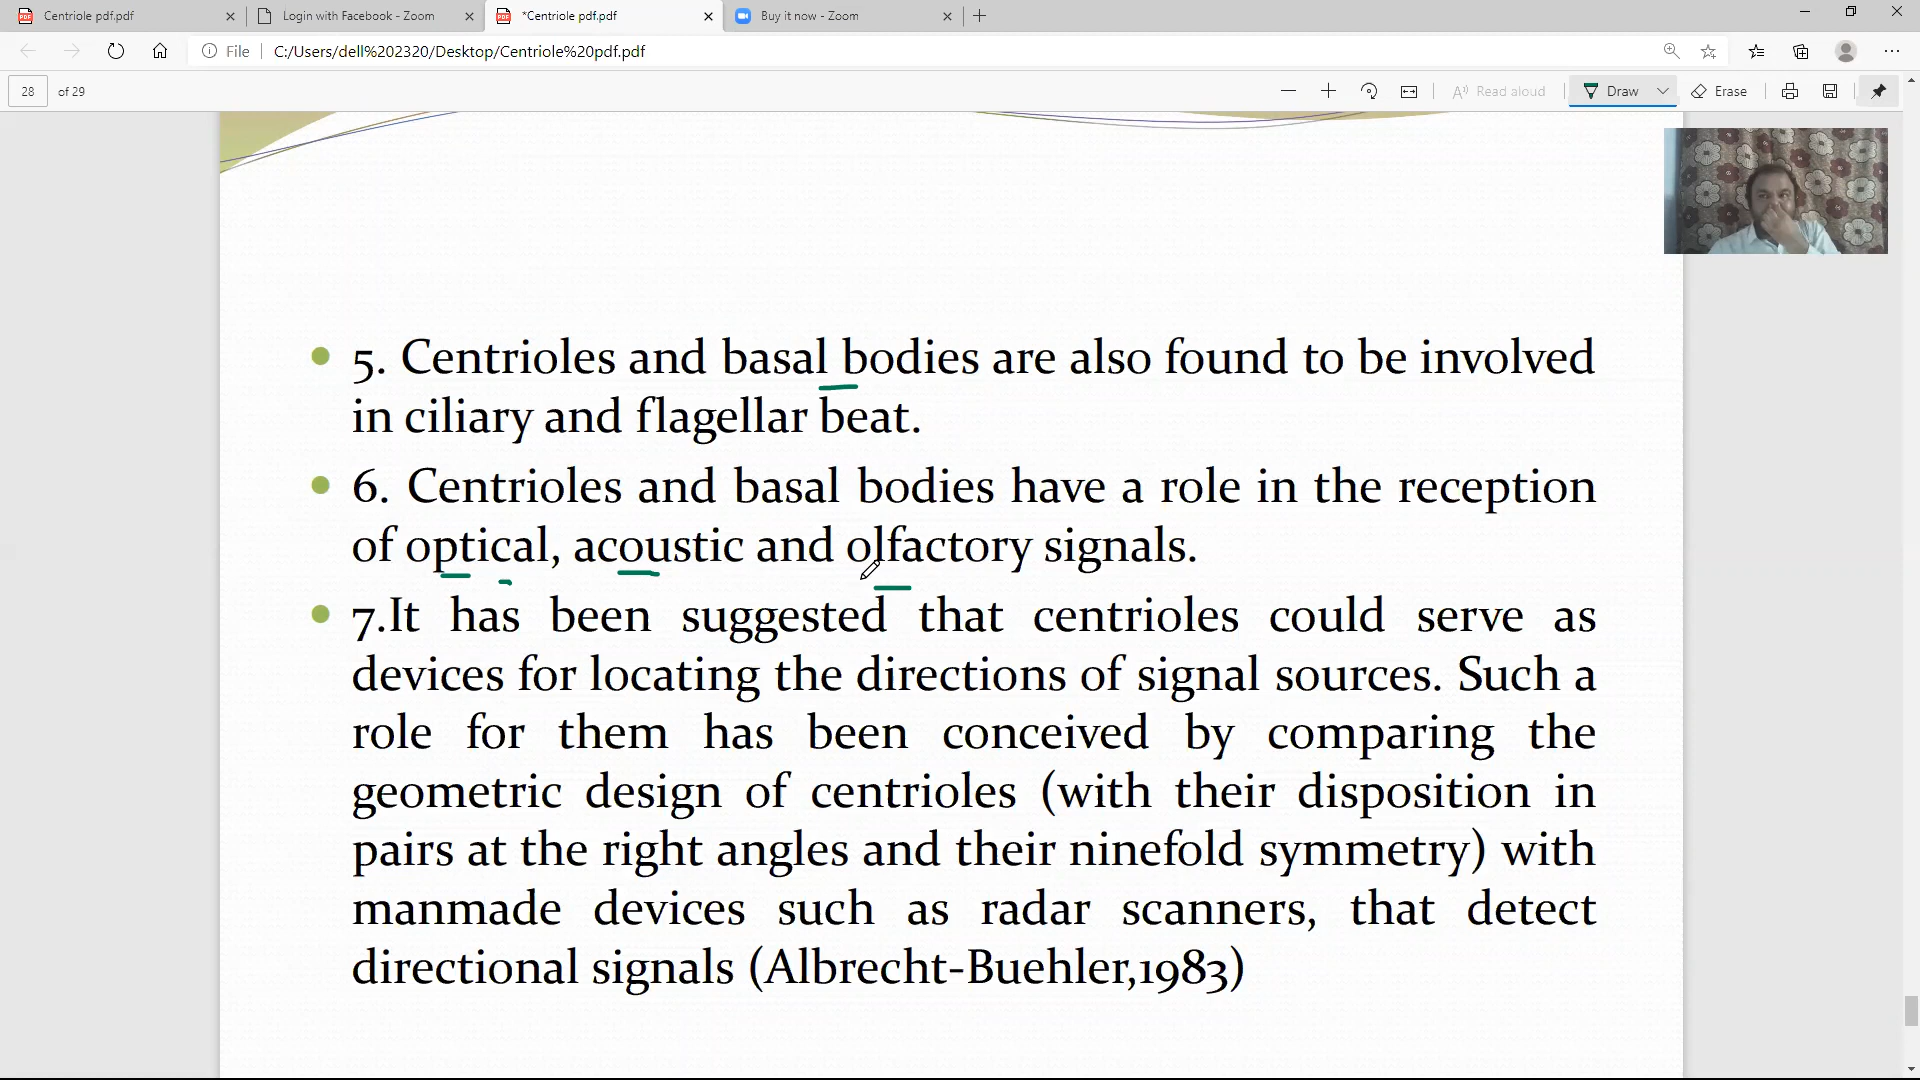 Centriole pdf.pdf
Login with Facebook - Zoom
*Centriole pdf.pdf
Buy it now - Zoom
File
C:/Users/dell%202320/Desktop/Centriole%20pdf.pdf
28 of 29
Read aloud
Draw
Erase
5. Centrioles and basal bodies are also found to be involved
in ciliary and flagellar beat.
6. Centrioles and basal bodies have a role in the reception
of optical, acoustic and olfactory signals.
7.It has been suggested that centrioles could serve as
devices for locating the directions of signal sources. Such a
role for them has been conceived by comparing the
geometric design of centrioles (with their disposition in
pairs at the right angles and their ninefold symmetry) with
manmade devices such as radar scanners, that detect
directional signals (Albrecht-Buehler,1983)